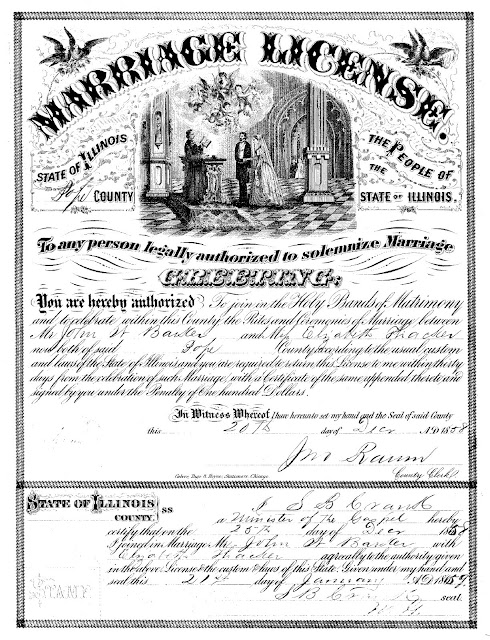 MARRIAGE LICENSE.
STATE OF ILLINOIS
Pope COUNTY
THE PEOPLE OF
THE
STATE OF ILLINOIS.
To any person legally authorized to solemnize Marriage
GREETING:
You are hereby authorized To join in the Holy Bands of Matrimony
and to celebrate within this County the Rites and Ceremonies of Marriage between
Mr John W Baxter and M Elizabeth Thacker
now both of said Pope County according to the usual custom
and laws of the State of Illinois and you are required to return this License to me within thirty
days from the celebration of such Marriage, with a Certificate of the same appended thereto and
signed by you under the Penalty of One Hundred Dollars.
In Witness Whereof I have hereunto set my hand and the Seal of said County
this 20th day of Dec AD 1858
Jno Raum
County Clerk
Culver, Page & Hoyne, Stationers, Chicago.
STATE OF ILLINOIS
COUNTY.
SS
I S B
a Minister of the Gospel hereby
certify that on the 25th day of Dec 1858
I joined in Marriage Mr John W Baxter with
Elizabeth Thacker agreeably to the authority given
in the above License & the customs & laws of this State. Given under my hand and
seal this day of January AD 1859
S B seal
STAMP.